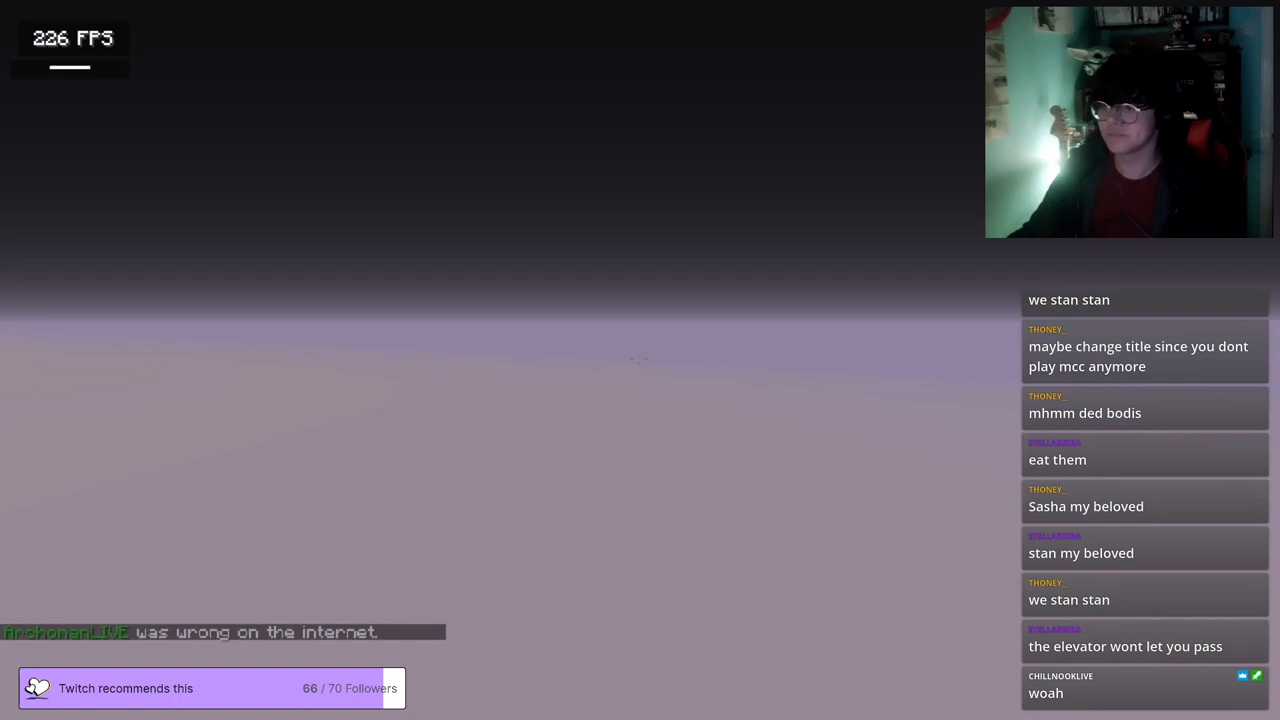 226 FPS
we stan stan
THONEY_
maybe change title since you dont
play mcc anymore
THONEY_
mhmm ded bodis
eat them
THONEY_
Sasha my beloved
stan my beloved
THONEY_
we stan stan
the elevator wont let you pass
CHILLNOOKLIVE
woah
ArchomanLIVE was wrong on the internet.
Twitch recommends this
66 / 70 Followers